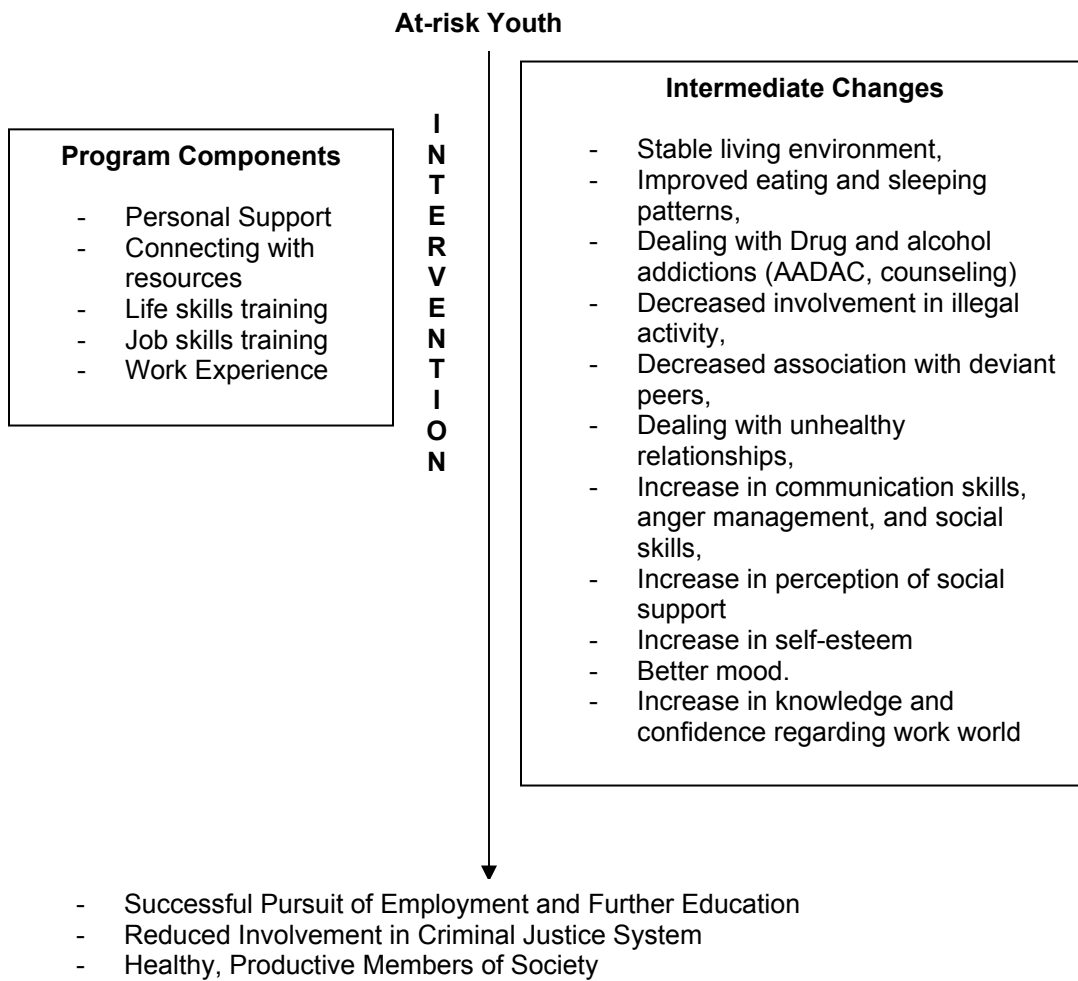 At-risk Youth
Program Components
- Personal Support
- Connecting with
resources
- Life skills training
- Job skills training
- Work Experience
I
N
T
E
R
V
E
N
T
I
O
N
Intermediate Changes
- Stable living environment,
- Improved eating and sleeping
patterns,
- Dealing with Drug and alcohol
addictions (AADAC, counseling)
- Decreased involvement in illegal
activity,
- Decreased association with deviant
peers,
- Dealing with unhealthy
relationships,
- Increase in communication skills,
anger management, and social
skills,
- Increase in perception of social
support
- Increase in self-esteem
- Better mood.
- Increase in knowledge and
confidence regarding work world
- Successful Pursuit of Employment and Further Education
- Reduced Involvement in Criminal Justice System
- Healthy, Productive Members of Society